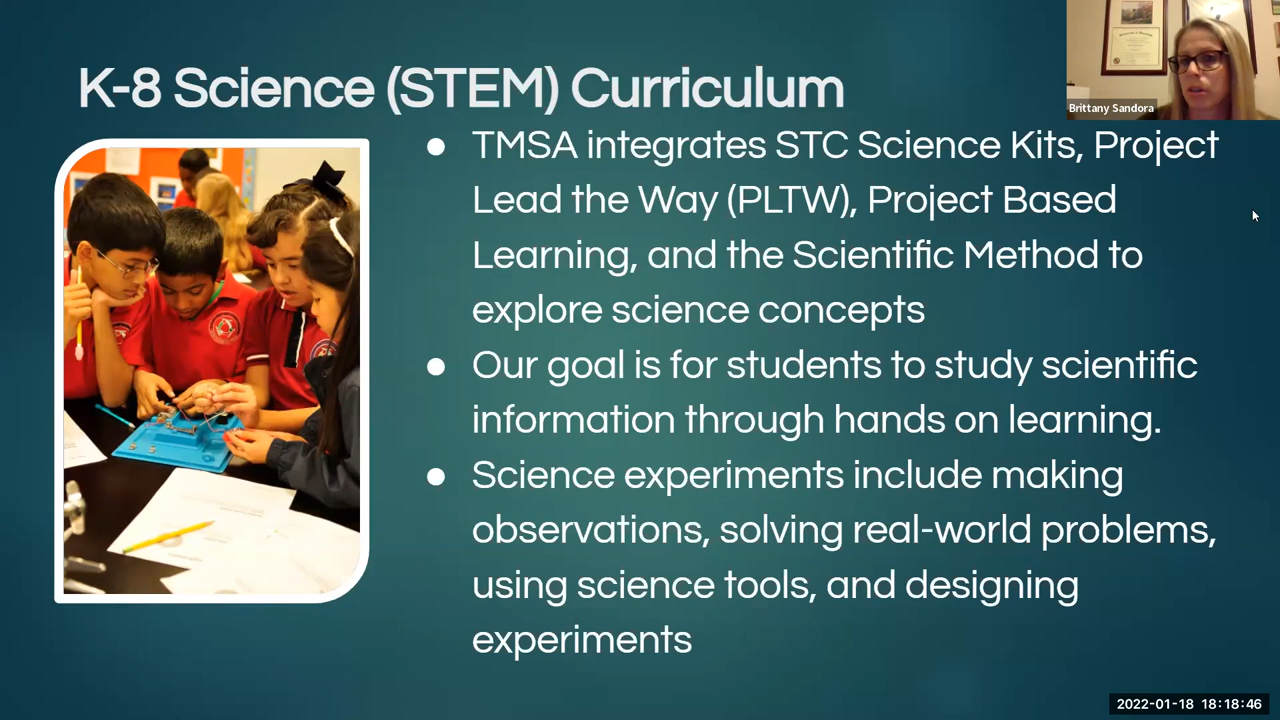 K-8 Science (STEM) Curriculum
Brittany Sandora
● TMSA integrates STC Science Kits, Project
Lead the Way (PLTW), Project Based
Learning, and the Scientific Method to
explore science concepts
● Our goal is for students to study scientific
information through hands on learning.
● Science experiments include making
observations, solving real-world problems,
using science tools, and designing
experiments
2022-01-18 18:18:46